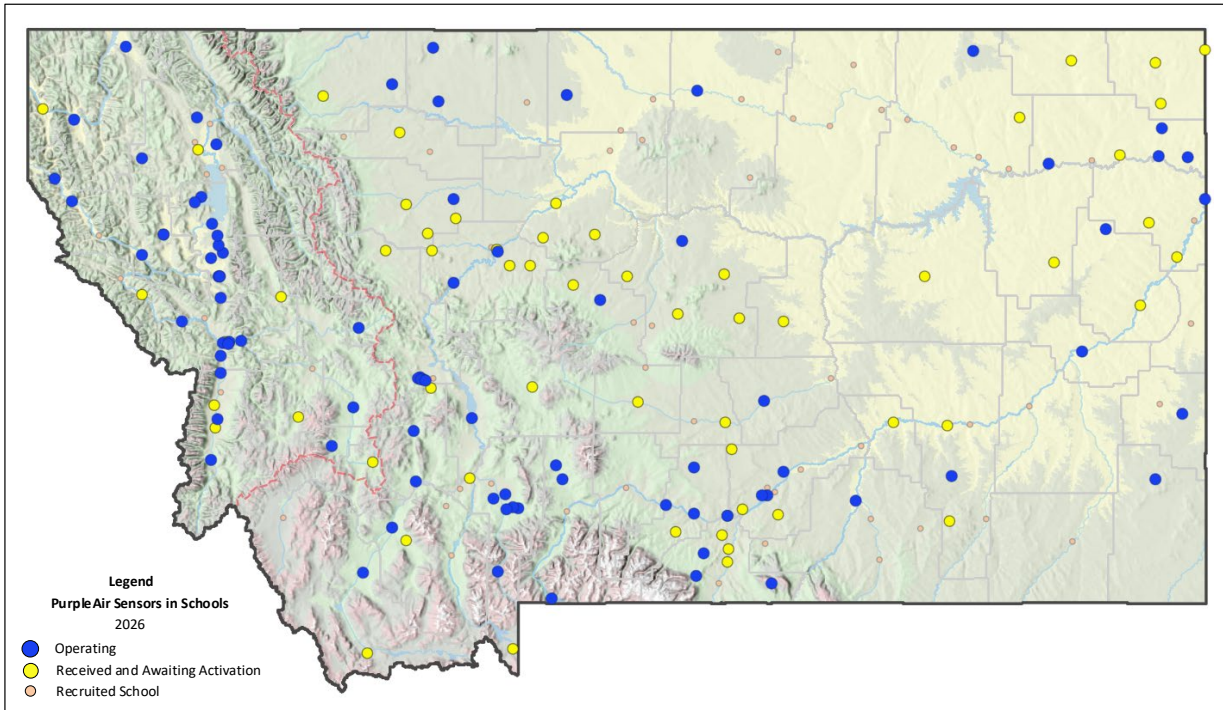 Legend
PurpleAir Sensors in Schools
2026
Operating
Received and Awaiting Activation
Recruited School